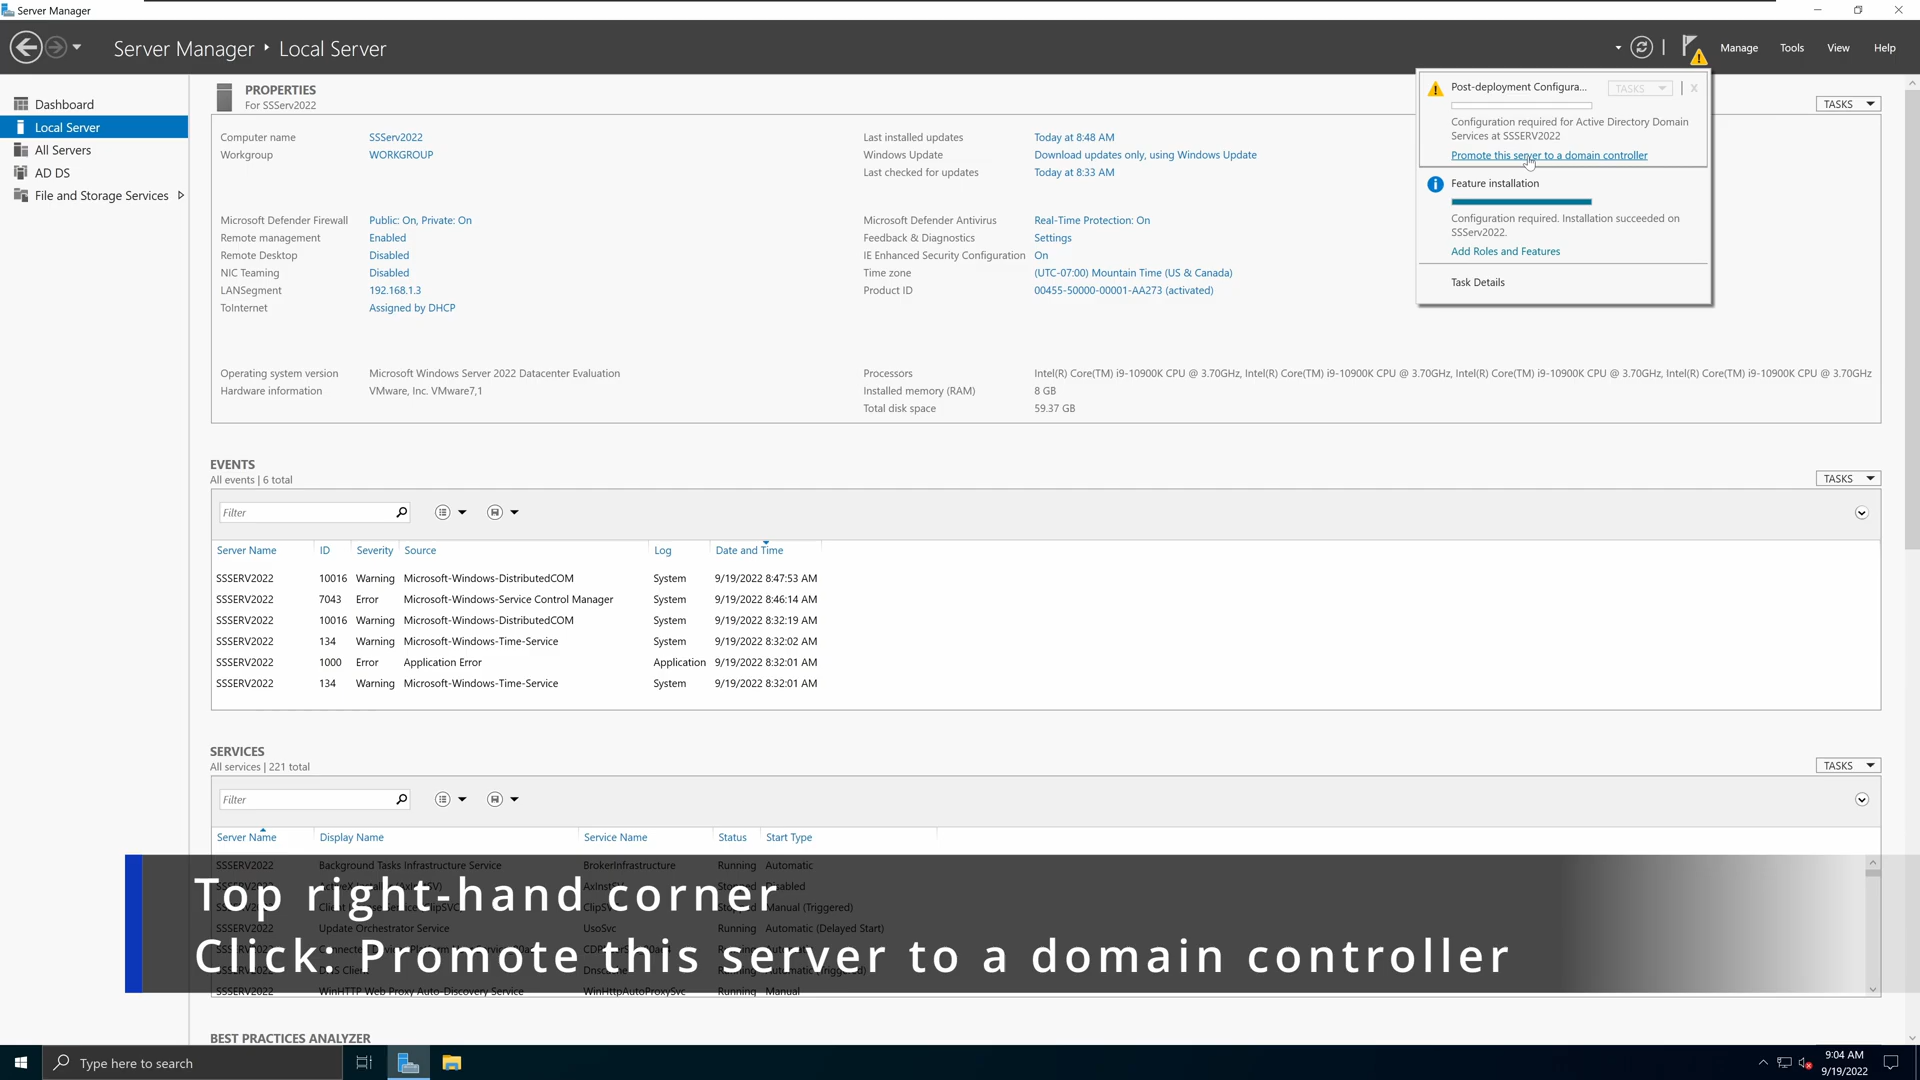 Server Manager
Server Manager ‣ Local Server
Manage Tools View Help
Dashboard
Local Server
All Servers
AD DS
File and Storage Services
PROPERTIES
For SSServ2022
TASKS
Computer name SSServ2022
Workgroup WORKGROUP
Last installed updates Today at 8:48 AM
Windows Update Download updates only, using Windows Update
Last checked for updates Today at 8:33 AM
Microsoft Defender Firewall Public: On, Private: On
Remote management Enabled
Remote Desktop Disabled
NIC Teaming Disabled
LANSegment 192.168.1.3
ToInternet Assigned by DHCP
Microsoft Defender Antivirus Real-Time Protection: On
Feedback & Diagnostics Settings
IE Enhanced Security Configuration On
Time zone (UTC-07:00) Mountain Time (US & Canada)
Product ID 00455-50000-00001-AA273 (activated)
Operating system version Microsoft Windows Server 2022 Datacenter Evaluation
Hardware information VMware, Inc. VMware7,1
Processors Intel(R) Core(TM) i9-10900K CPU @ 3.70GHz, Intel(R) Core(TM) i9-10900K CPU @ 3.70GHz, Intel(R) Core(TM) i9-10900K CPU @ 3.70GHz, Intel(R) Core(TM) i9-10900K CPU @ 3.70GHz
Installed memory (RAM) 8 GB
Total disk space 59.37 GB
Post-deployment Configura... TASKS X
Configuration required for Active Directory Domain
Services at SSSERV2022
Promote this server to a domain controller
Feature installation
Configuration required. Installation succeeded on
SSServ2022.
Add Roles and Features
Task Details
EVENTS
All events | 6 total
TASKS
Filter
Server Name ID Severity Source Log Date and Time
SSSERV2022 10016 Warning Microsoft-Windows-DistributedCOM System 9/19/2022 8:47:53 AM
SSSERV2022 7043 Error Microsoft-Windows-Service Control Manager System 9/19/2022 8:46:14 AM
SSSERV2022 10016 Warning Microsoft-Windows-DistributedCOM System 9/19/2022 8:32:19 AM
SSSERV2022 134 Warning Microsoft-Windows-Time-Service System 9/19/2022 8:32:02 AM
SSSERV2022 1000 Error Application Error Application 9/19/2022 8:32:01 AM
SSSERV2022 134 Warning Microsoft-Windows-Time-Service System 9/19/2022 8:32:01 AM
SERVICES
All services | 221 total
TASKS
Filter
Server Name Display Name Service Name Status Start Type
SSSERV2022 Background Tasks Infrastructure Service BrokerInfrastructure Running Automatic
Disabled
Manual (Triggered)
Update Orchestrator Service UsoSvc Running Automatic (Delayed Start)
SSSERV2022 WinHTTP Web Proxy Auto-Discovery Service WinHttpAutoProxySvc Running Manual
Top right-hand corner
Click: Promote this server to a domain controller
BEST PRACTICES ANALYZER
Type here to search
9:04 AM
9/19/2022